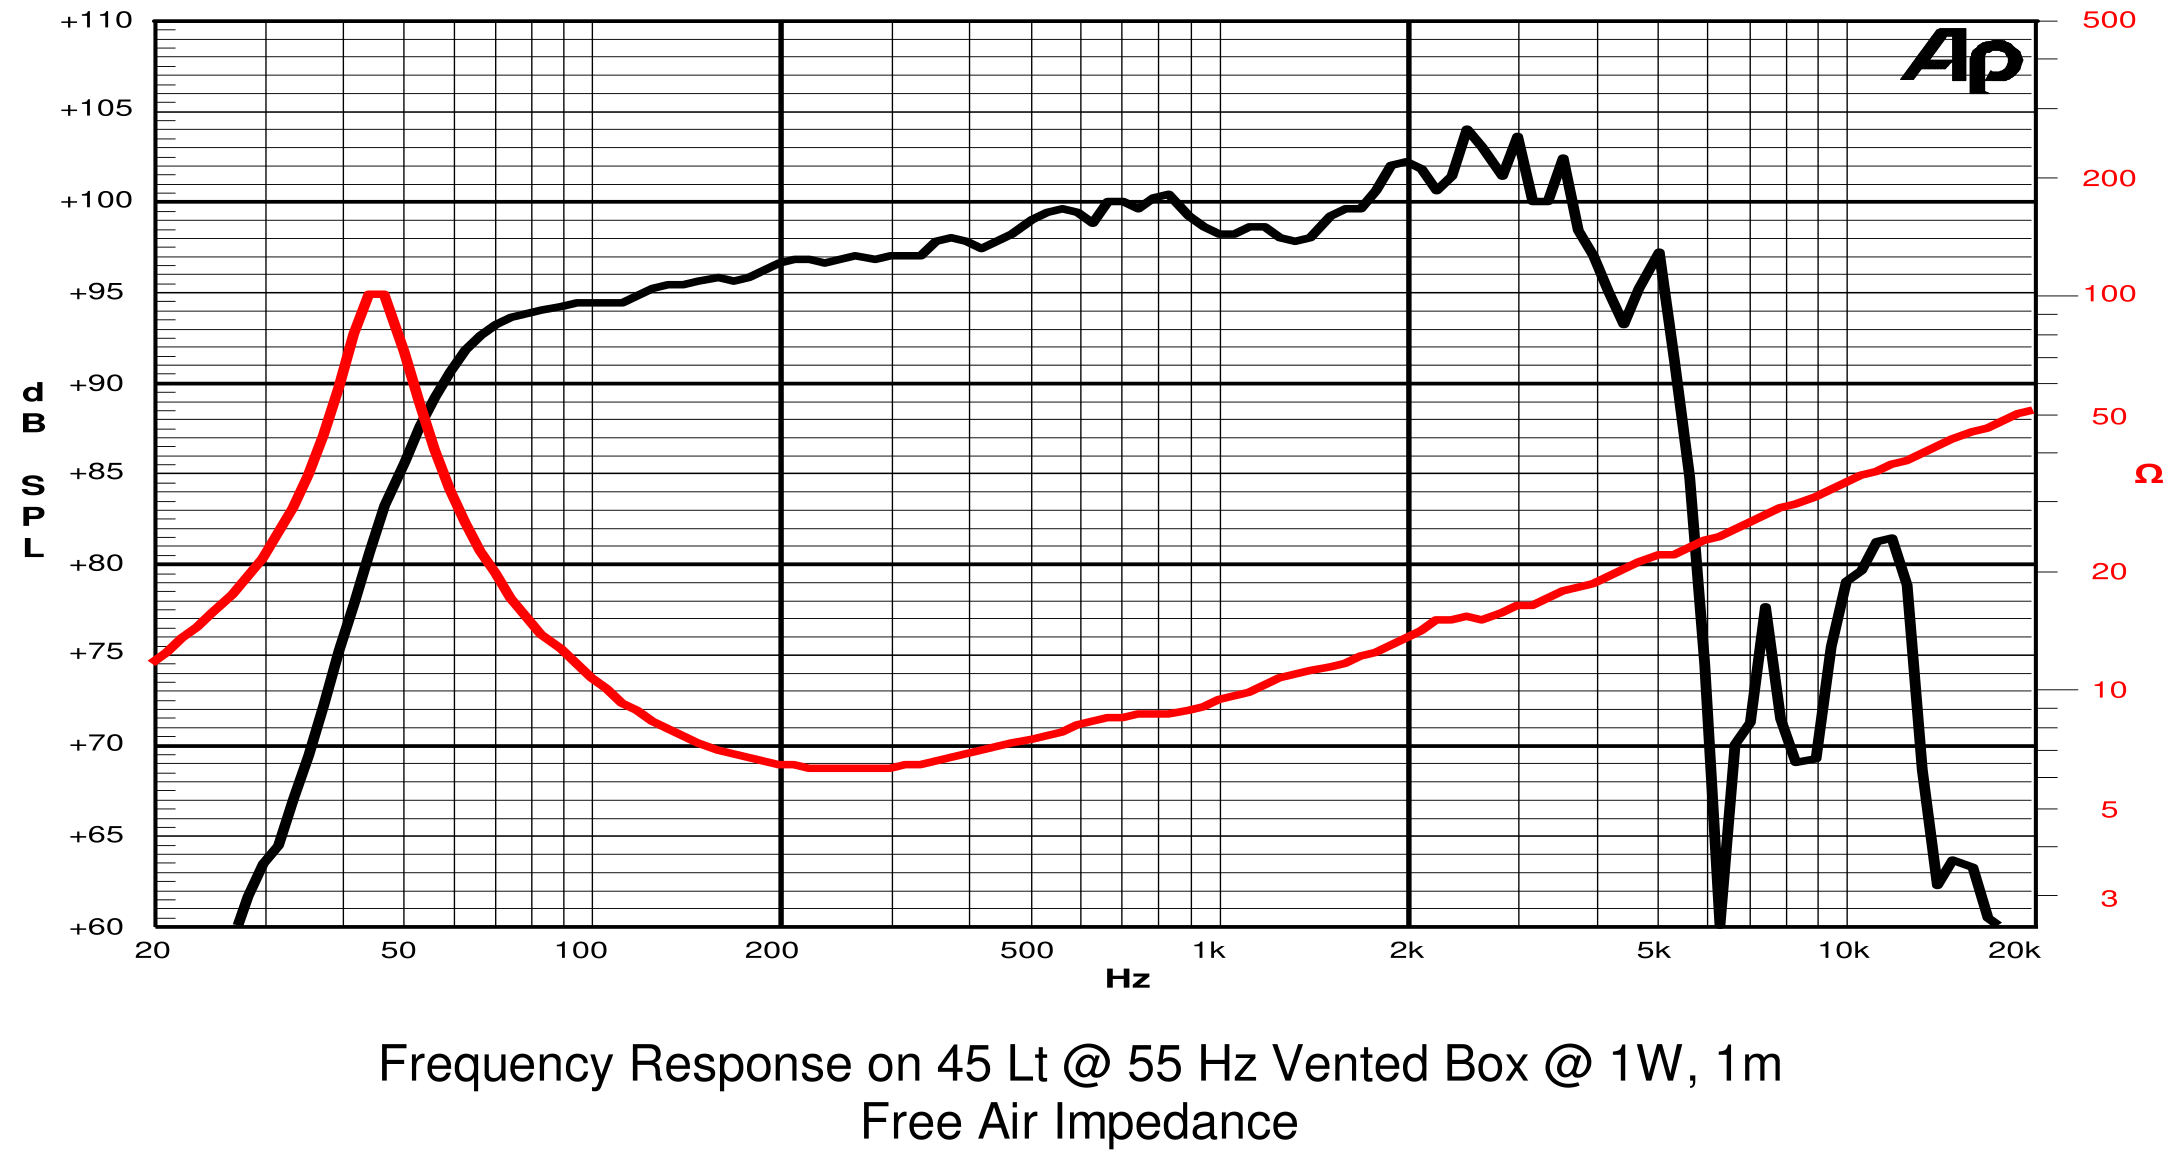 +110
+105
+100
+95
+90
+85
+80
+75
+70
+65
+60
d
B
S
P
L
Ap
500
200
100
50
Ω
20
10
5
3
20 50 100 200 500 1k 2k 5k 10k 20k
Hz
Frequency Response on 45 Lt @ 55 Hz Vented Box @ 1W, 1m
Free Air Impedance